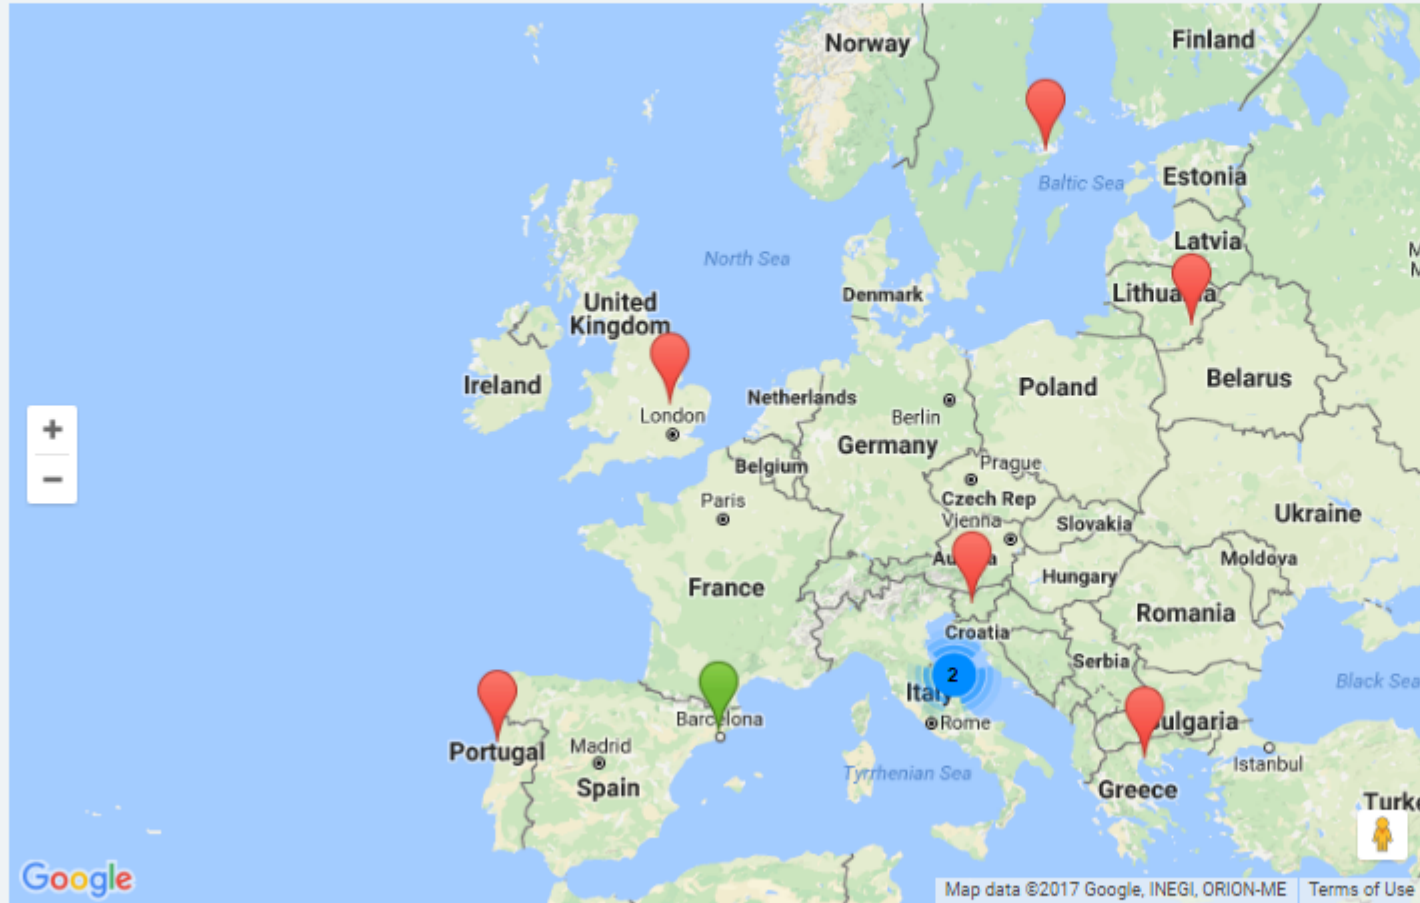 Norway
Finland
Baltic Sea
Estonia
Latvia
North Sea
Denmark
United
Kingdom
Ireland
London
Netherlands
Berlin
Poland
Belarus
Germany
Belgium
Prague
Czech Rep
Paris
Vienna
Slovakia
Ukraine
Hungary
Moldova
France
Romania
Croatia
Serbia
2
Italy
Black Sea
Barcelona
Rome
Portugal
Madrid
Istanbul
Spain
Tyrrhenian Sea
Greece
+
−
Google
Map data ©2017 Google, INEGI, ORION-ME
Terms of Use